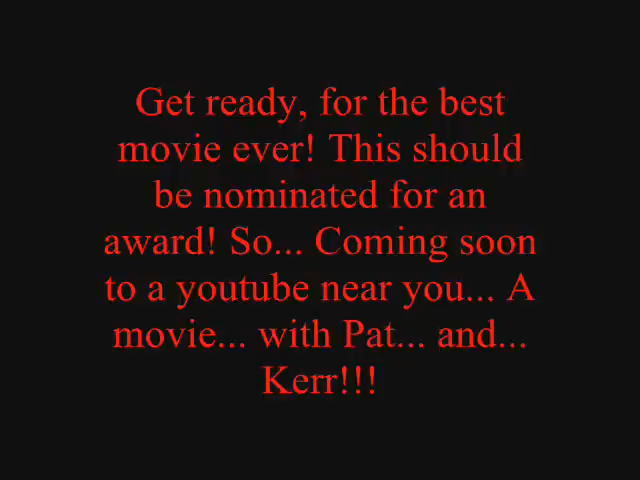 Get ready, for the best
movie ever! This should
be nominated for an
award! So... Coming soon
to a youtube near you... A
movie... with Pat... and...
Kerr!!!